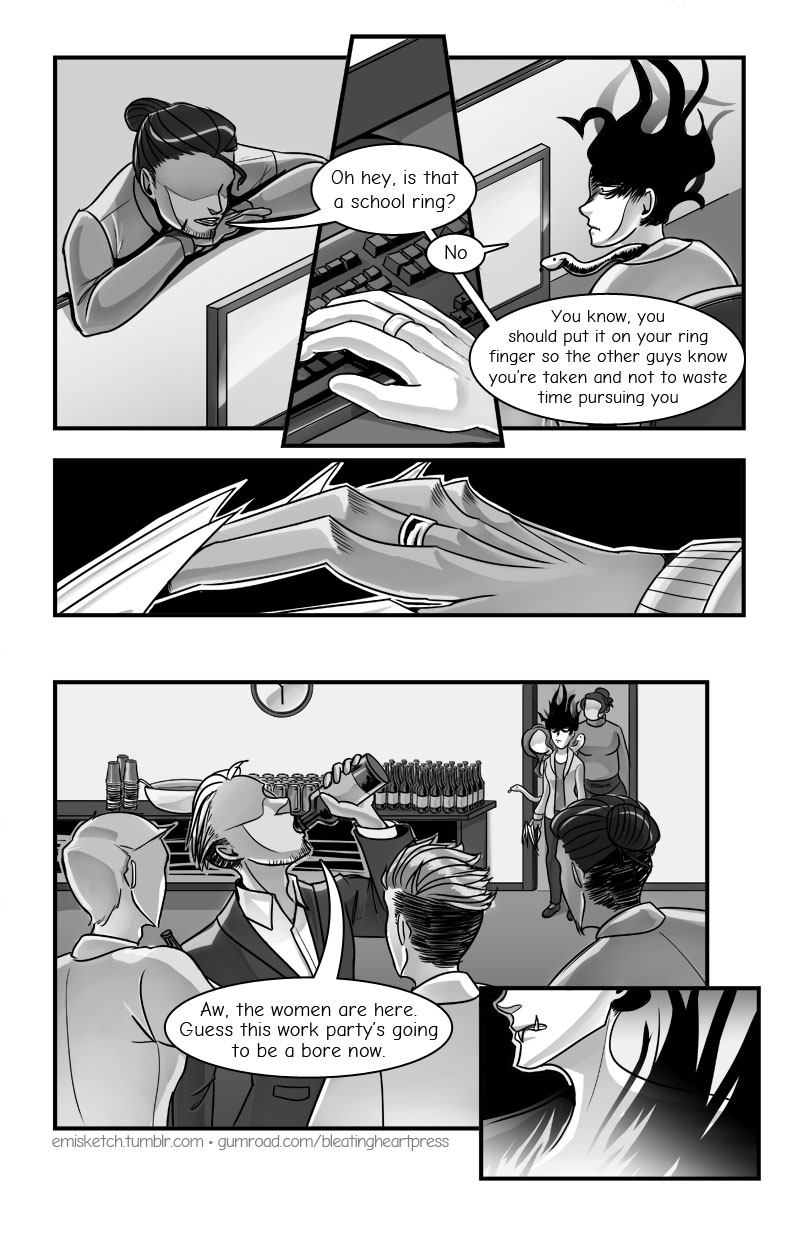 Oh hey, is that
a school ring?
No
You know, you
should put it on your ring
finger so the other guys know
you're taken and not to waste
time pursuing you
Aw, the women are here.
Guess this work party's going
to be a bore now.
emisketch.tumblr.com • gumroad.com/bleatingheartpress